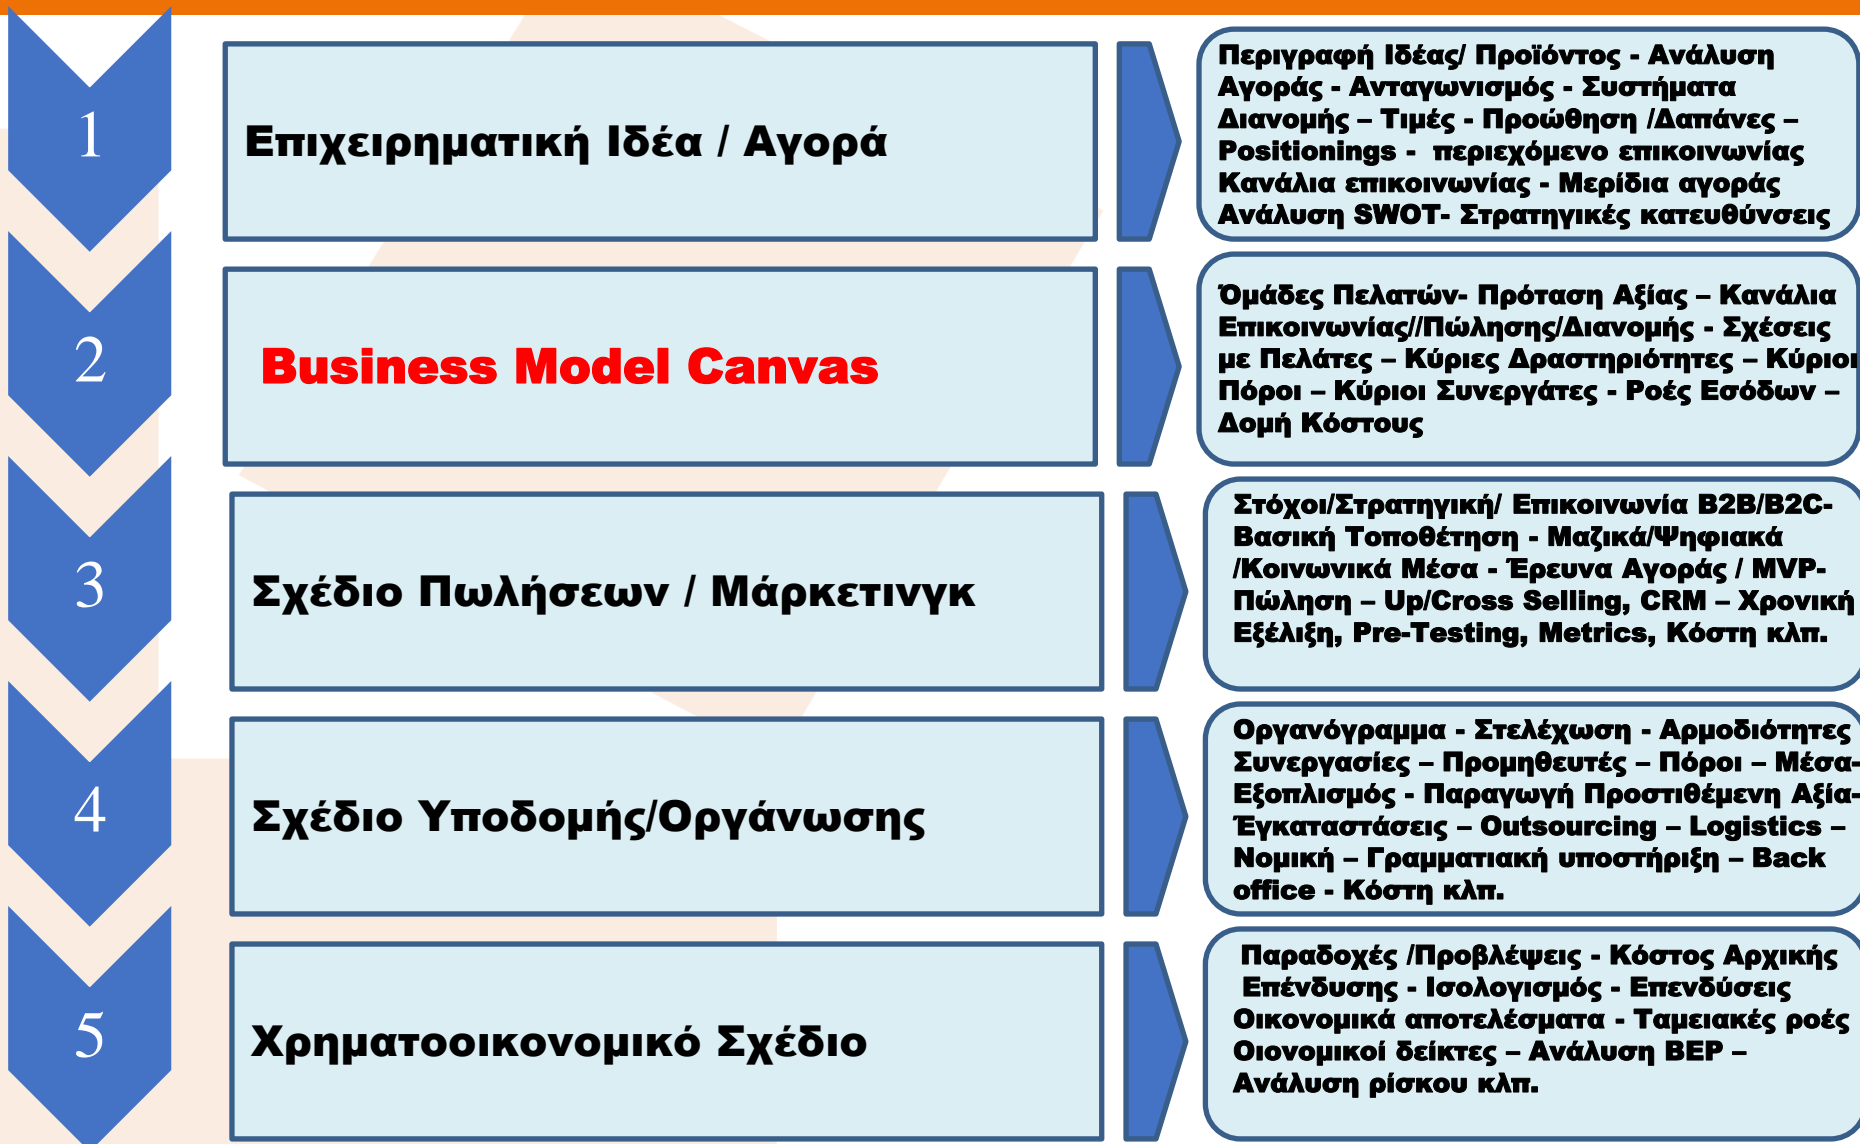 1
Επιχειρηματική Ιδέα / Αγορά
Περιγραφή Ιδέας/ Προϊόντος - Ανάλυση
Αγοράς - Ανταγωνισμός - Συστήματα
Διανομής – Τιμές - Προώθηση /Δαπάνες –
Positionings - περιεχόμενο επικοινωνίας
Κανάλια επικοινωνίας - Μερίδια αγοράς
Ανάλυση SWOT- Στρατηγικές κατευθύνσεις
2
Business Model Canvas
Όμάδες Πελατών- Πρόταση Αξίας – Κανάλια
Επικοινωνίας//Πώλησης/Διανομής - Σχέσεις
με Πελάτες – Κύριες Δραστηριότητες – Κύριοι
Πόροι – Κύριοι Συνεργάτες - Ροές Εσόδων –
Δομή Κόστους
3
Σχέδιο Πωλήσεων / Μάρκετινγκ
Στόχοι/Στρατηγική/ Επικοινωνία B2B/B2C-
Βασική Τοποθέτηση - Μαζικά/Ψηφιακά
/Κοινωνικά Μέσα - Έρευνα Αγοράς / MVP-
Πώληση – Up/Cross Selling, CRM – Χρονική
Εξέλιξη, Pre-Testing, Metrics, Κόστη κλπ.
4
Σχέδιο Υποδομής/Οργάνωσης
Οργανόγραμμα - Στελέχωση - Αρμοδιότητες
Συνεργασίες – Προμηθευτές – Πόροι – Μέσα-
Εξοπλισμός - Παραγωγή Προστιθέμενη Αξία-
Έγκαταστάσεις – Outsourcing – Logistics –
Νομική – Γραμματιακή υποστήριξη – Back
office - Κόστη κλπ.
5
Χρηματοοικονομικό Σχέδιο
Παραδοχές /Προβλέψεις - Κόστος Αρχικής
Επένδυσης - Ισολογισμός - Επενδύσεις
Οικονομικά αποτελέσματα - Ταμειακές ροές
Οιονομικοί δείκτες – Ανάλυση BEP –
Ανάλυση ρίσκου κλπ.